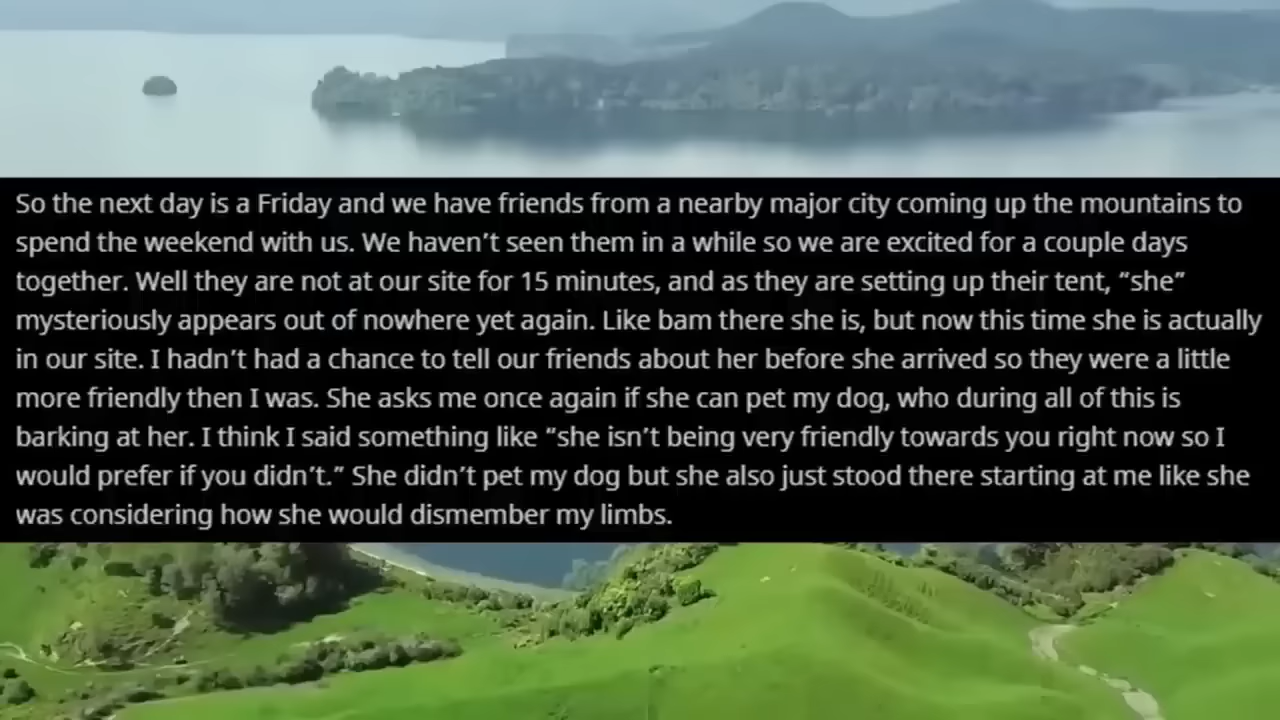 So the next day is a Friday and we have friends from a nearby major city coming up the mountains to
spend the weekend with us. We haven’t seen them in a while so we are excited for a couple days
together. Well they are not at our site for 15 minutes, and as they are setting up their tent, “she”
mysteriously appears out of nowhere yet again. Like bam there she is, but now this time she is actually
in our site. I hadn’t had a chance to tell our friends about her before she arrived so they were a little
more friendly then I was. She asks me once again if she can pet my dog, who during all of this is
barking at her. I think I said something like “she isn’t being very friendly towards you right now so I
would prefer if you didn’t.” She didn’t pet my dog but she also just stood there starting at me like she
was considering how she would dismember my limbs.